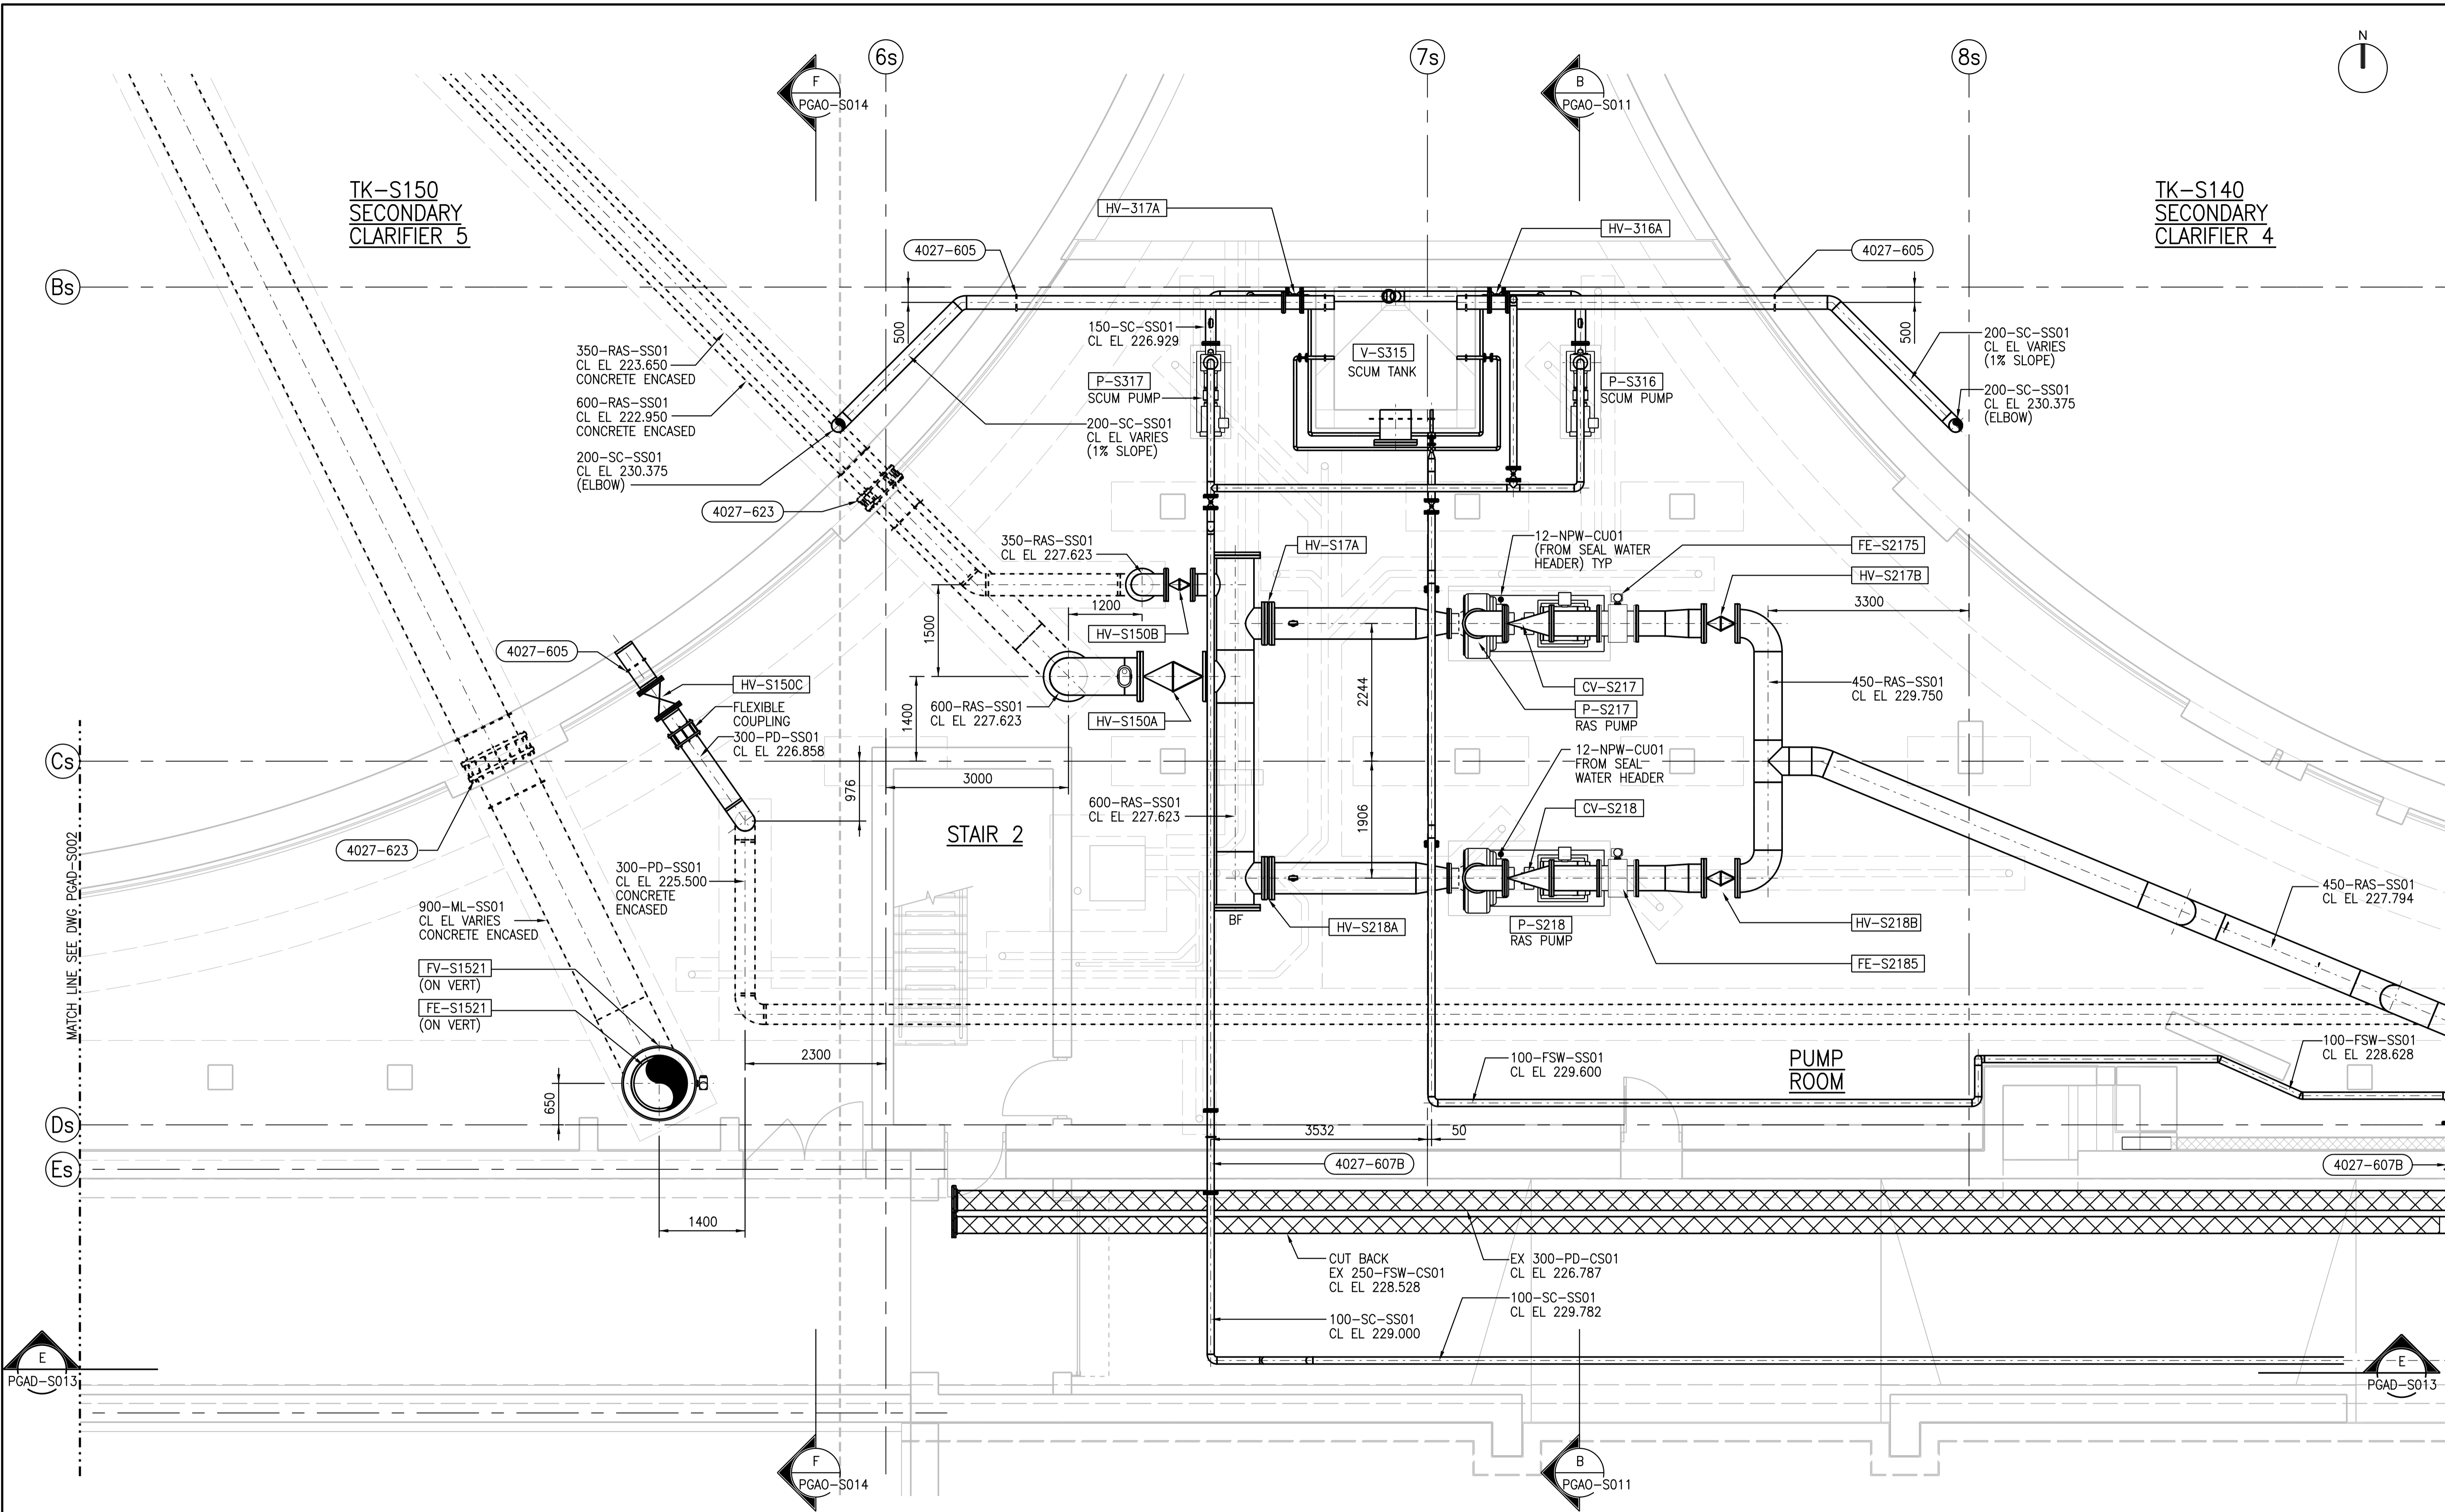 6s
7s
8s
N
F
PGAO-S014
B
PGAO-S011
TK-S150
SECONDARY
CLARIFIER 5
TK-S140
SECONDARY
CLARIFIER 4
HV-317A
HV-316A
4027-605
4027-605
Bs
500
500
150-SC-SS01
CL EL 226.929
350-RAS-SS01
CL EL 223.650
CONCRETE ENCASED
V-S315
SCUM TANK
P-S317
SCUM PUMP
P-S316
SCUM PUMP
200-SC-SS01
CL EL VARIES
(1% SLOPE)
200-SC-SS01
CL EL 230.375
(ELBOW)
600-RAS-SS01
CL EL 222.950
CONCRETE ENCASED
200-SC-SS01
CL EL VARIES
(1% SLOPE)
200-SC-SS01
CL EL 230.375
(ELBOW)
4027-623
350-RAS-SS01
CL EL 227.623
HV-S17A
12-NPW-CU01
(FROM SEAL WATER
HEADER) TYP
FE-S2175
HV-S217B
3300
1200
1500
HV-S150B
4027-605
HV-S150C
FLEXIBLE
COUPLING
300-PD-SS01
CL EL 226.858
600-RAS-SS01
CL EL 227.623
1400
HV-S150A
2244
CV-S217
P-S217
RAS PUMP
450-RAS-SS01
CL EL 229.750
Cs
12-NPW-CU01
FROM SEAL
WATER HEADER
976
3000
600-RAS-SS01
CL EL 227.623
1906
CV-S218
STAIR 2
4027-623
MATCH LINE SEE DWG PGAD-S002
300-PD-SS01
CL EL 225.500
CONCRETE
ENCASED
900-ML-SS01
CL EL VARIES
CONCRETE ENCASED
BF
HV-S218A
P-S218
RAS PUMP
HV-S218B
450-RAS-SS01
CL EL 227.794
FE-S2185
FV-S1521
(ON VERT)
FE-S1521
(ON VERT)
2300
650
100-FSW-SS01
CL EL 229.600
PUMP
ROOM
100-FSW-SS01
CL EL 228.628
Ds
3532
50
Es
4027-607B
4027-607B
1400
CUT BACK
EX 250-FSW-CS01
CL EL 228.528
EX 300-PD-CS01
CL EL 226.787
100-SC-SS01
CL EL 229.782
100-SC-SS01
CL EL 229.000
E
PGAD-S013
E
PGAD-S013
F
PGAO-S014
B
PGAO-S011